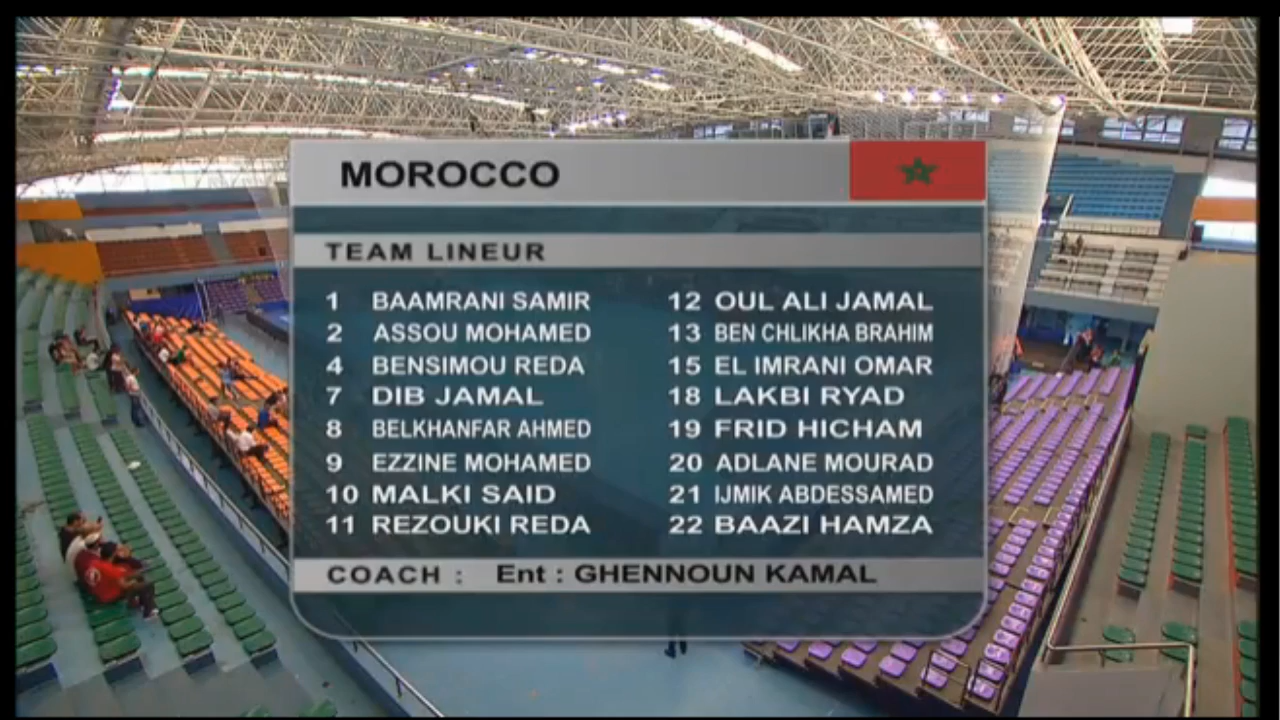 MOROCCO
TEAM LINEUR
1 BAAMRANI SAMIR
2 ASSOU MOHAMED
4 BENSIMOU REDA
7 DIB JAMAL
8 BELKHANFAR AHMED
9 EZZINE MOHAMED
10 MALKI SAID
11 REZOUKI REDA
12 OUL ALI JAMAL
13 BEN CHLIKHA BRAHIM
15 EL IMRANI OMAR
18 LAKBI RYAD
19 FRID HICHAM
20 ADLANE MOURAD
21 IJMIK ABDESSAMED
22 BAAZI HAMZA
COACH : Ent : GHENNOUN KAMAL